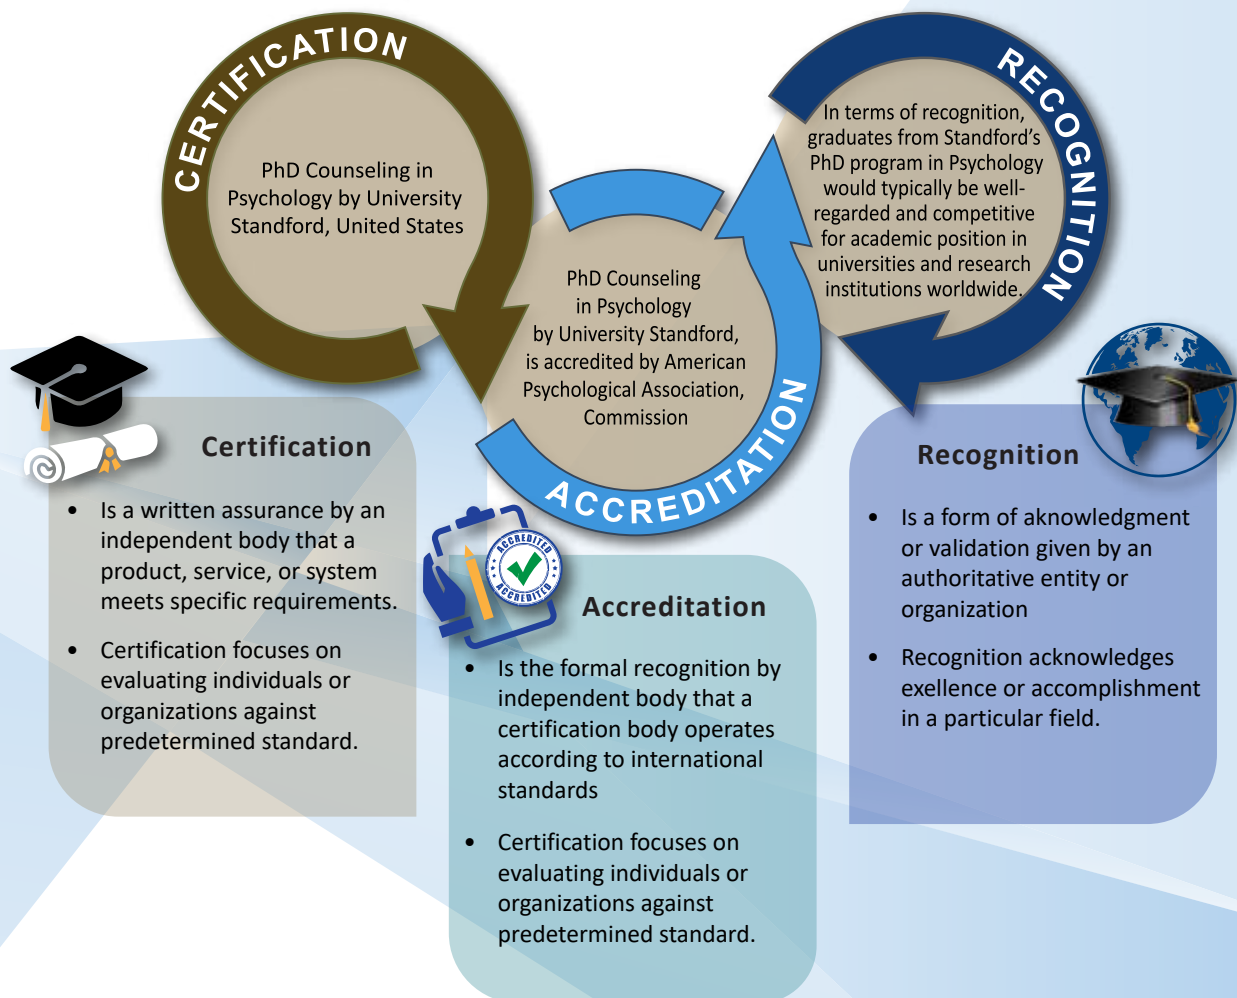 CERTIFICATION
PhD Counseling in
Psychology by University
Standford, United States
PhD Counseling
in Psychology
by University Standford,
is accredited by American
Psychological Association,
Commission
ACCREDITATION
RECOGNITION
In terms of recognition,
graduates from Standford’s
PhD program in Psychology
would typically be well-
regarded and competitive
for academic position in
universities and research
institutions worldwide.
Certification
• Is a written assurance by an
independent body that a
product, service, or system
meets specific requirements.
• Certification focuses on
evaluating individuals or
organizations against
predetermined standard.
ACCREDITED
ACCREDITED
Accreditation
• Is the formal recognition by
independent body that a
certification body operates
according to international
standards
• Certification focuses on
evaluating individuals or
organizations against
predetermined standard.
Recognition
• Is a form of aknowledgment
or validation given by an
authoritative entity or
organization
• Recognition acknowledges
exellence or accomplishment
in a particular field.